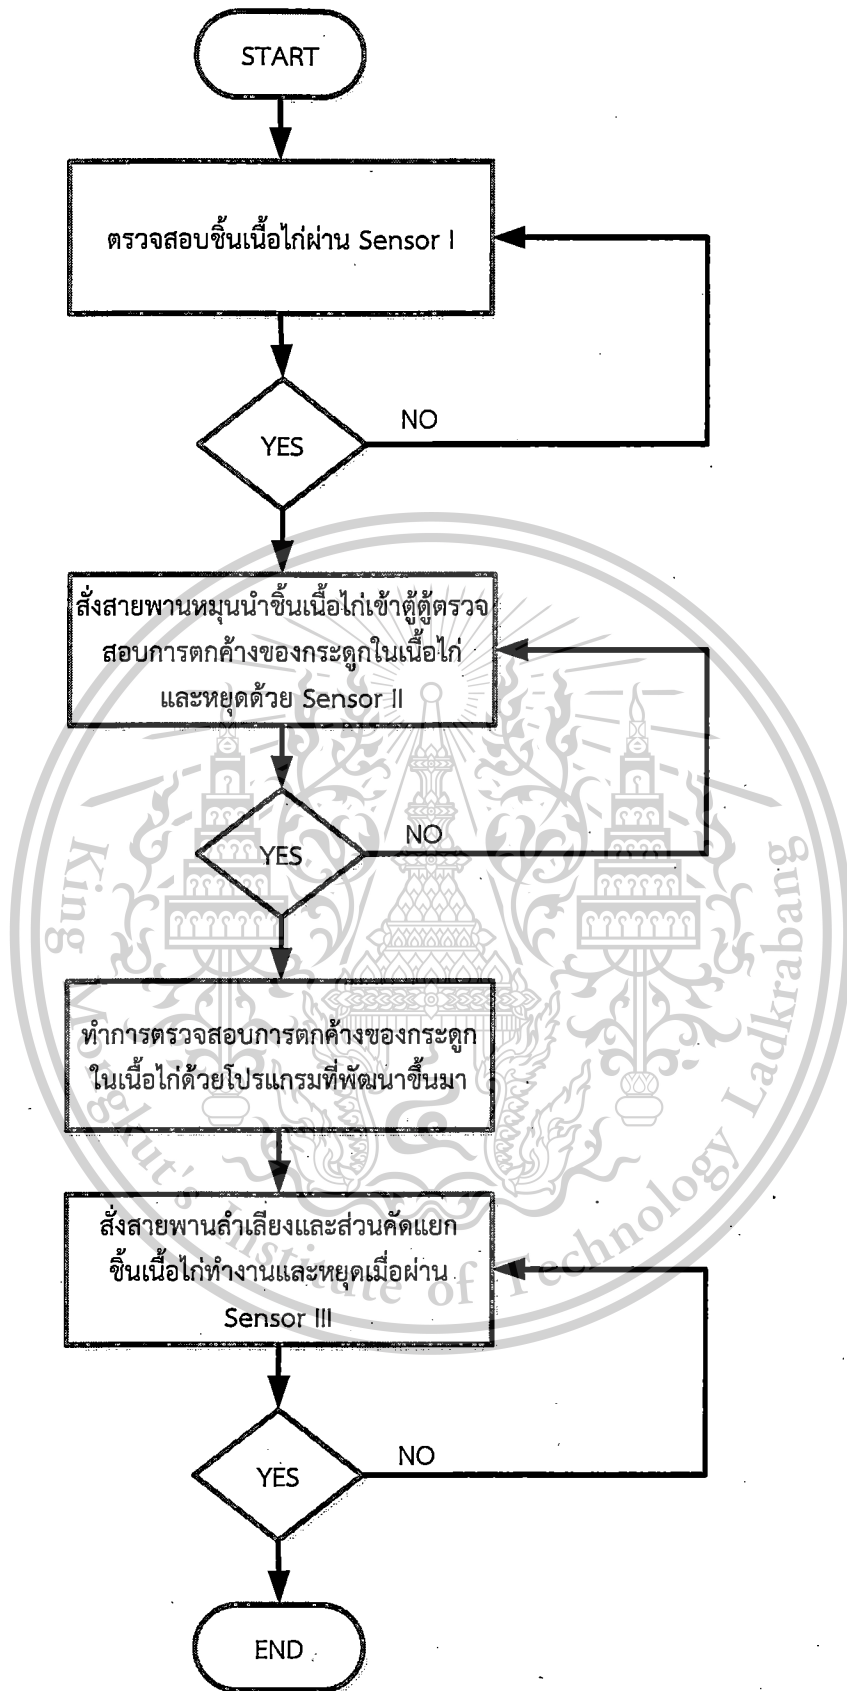 START
ตรวจสอบชิ้นเนื้อไก่ผ่าน Sensor I
NO
YES
สั่งสายพานหมุนนำชิ้นเนื้อไก่เข้าตู้ตู้ตรวจ
สอบการตกค้างของกระดูกในเนื้อไก่
และหยุดด้วย Sensor II
NO
YES
ทำการตรวจสอบการตกค้างของกระดูก
ในเนื้อไก่ด้วยโปรแกรมที่พัฒนาขึ้นมา
สั่งสายพานลำเลียงและส่วนคัดแยก
ชิ้นเนื้อไก่ทำงานและหยุดเมื่อผ่าน
Sensor III
NO
YES
END
King Mongkut's Institute of Technology Ladkrabang